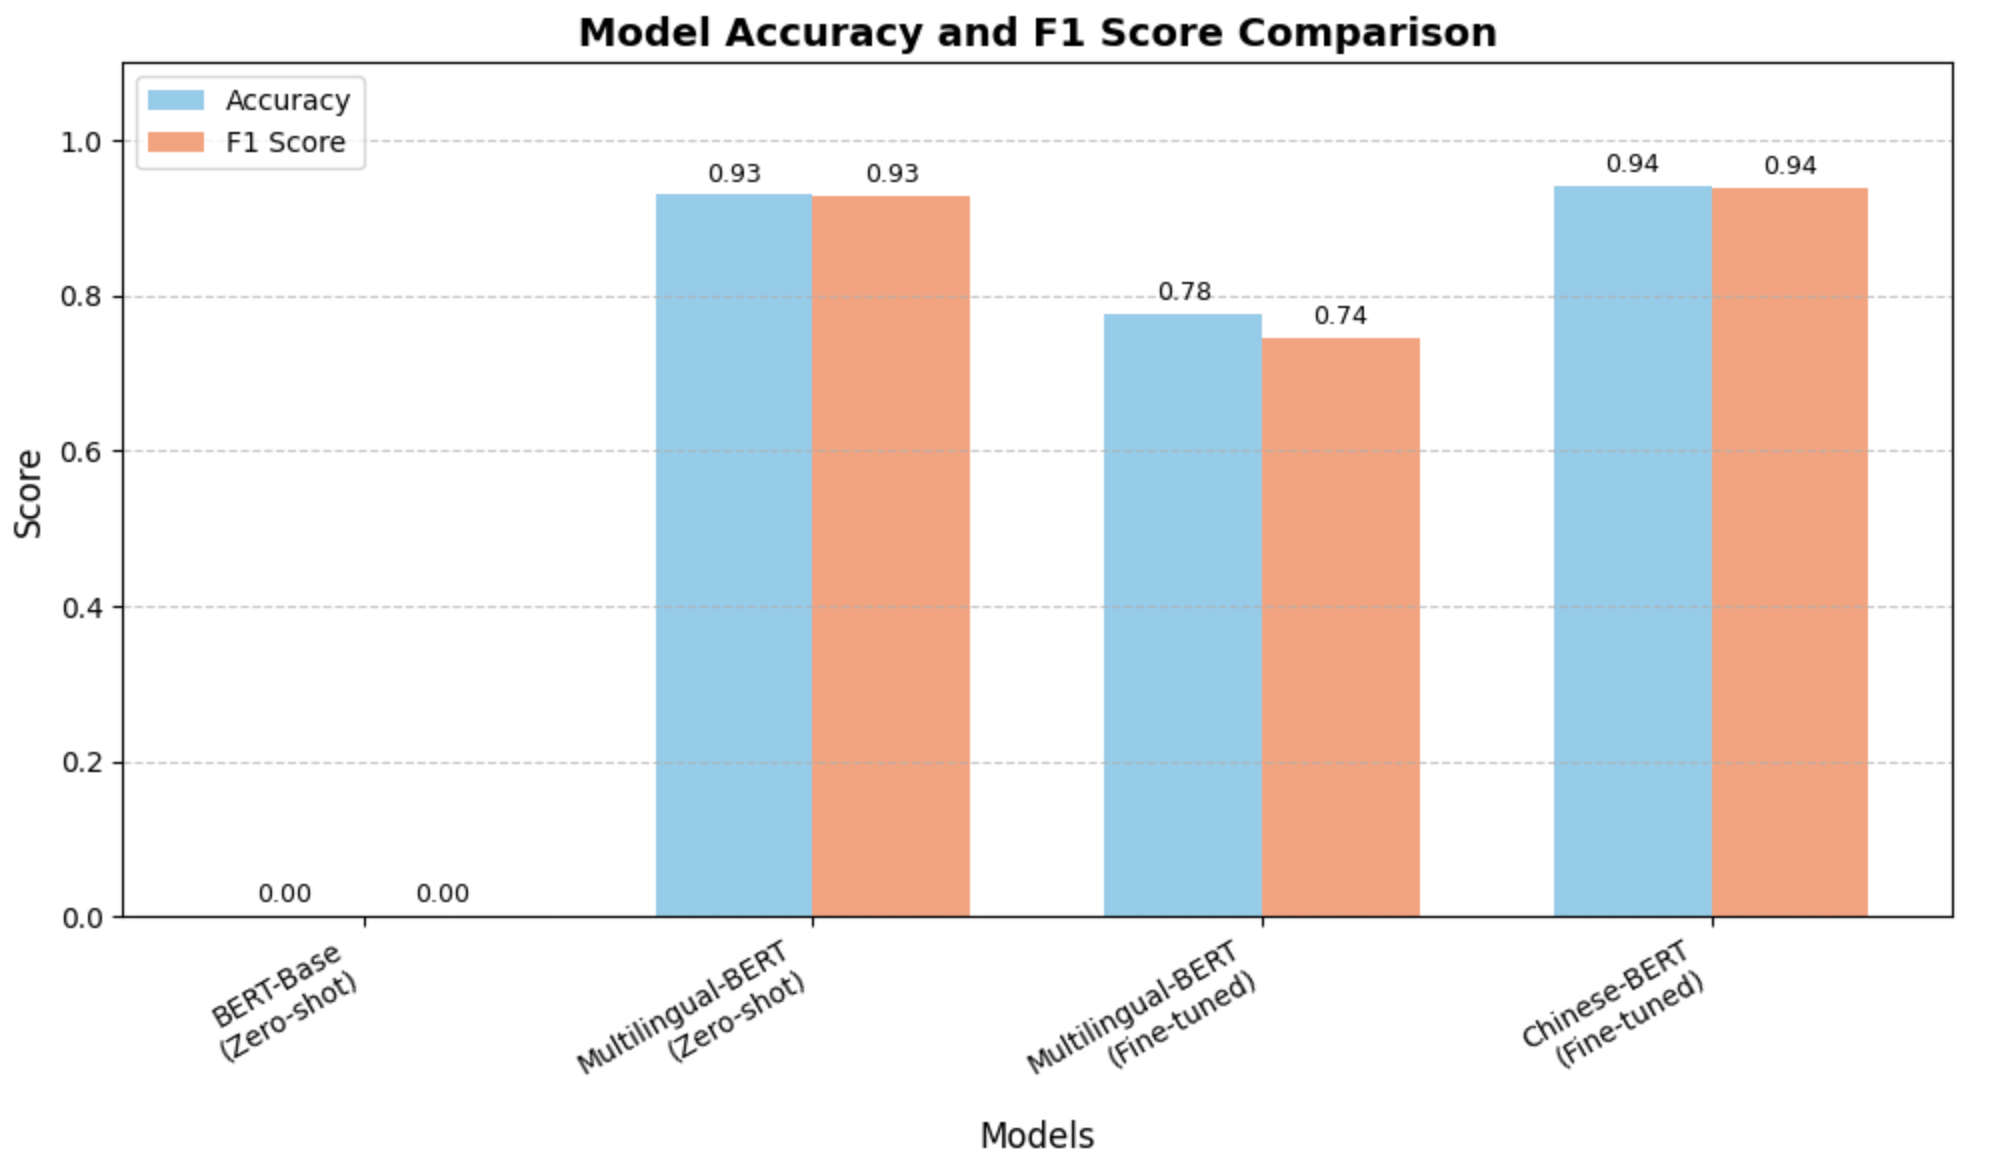 Model Accuracy and F1 Score Comparison
Accuracy
F1 Score
1.0
0.8
0.6
0.4
0.2
0.0
Score
0.00
0.00
0.93
0.93
0.78
0.74
0.94
0.94
BERT-Base
(Zero-shot)
Multilingual-BERT
(Zero-shot)
Multilingual-BERT
(Fine-tuned)
Chinese-BERT
(Fine-tuned)
Models